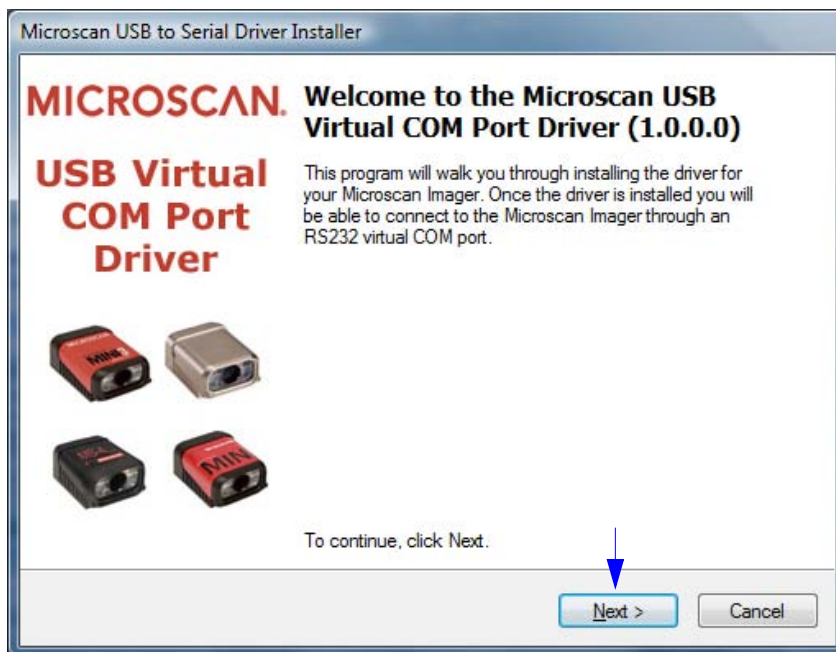 Microscan USB to Serial Driver Installer
MICROSCAN.
USB Virtual
COM Port
Driver
Welcome to the Microscan USB
Virtual COM Port Driver (1.0.0.0)
This program will walk you through installing the driver for
your Microscan Imager. Once the driver is installed you will
be able to connect to the Microscan Imager through an
RS232 virtual COM port.
MICROSCAN
MINI
MIN
To continue, click Next.
Next >
Cancel